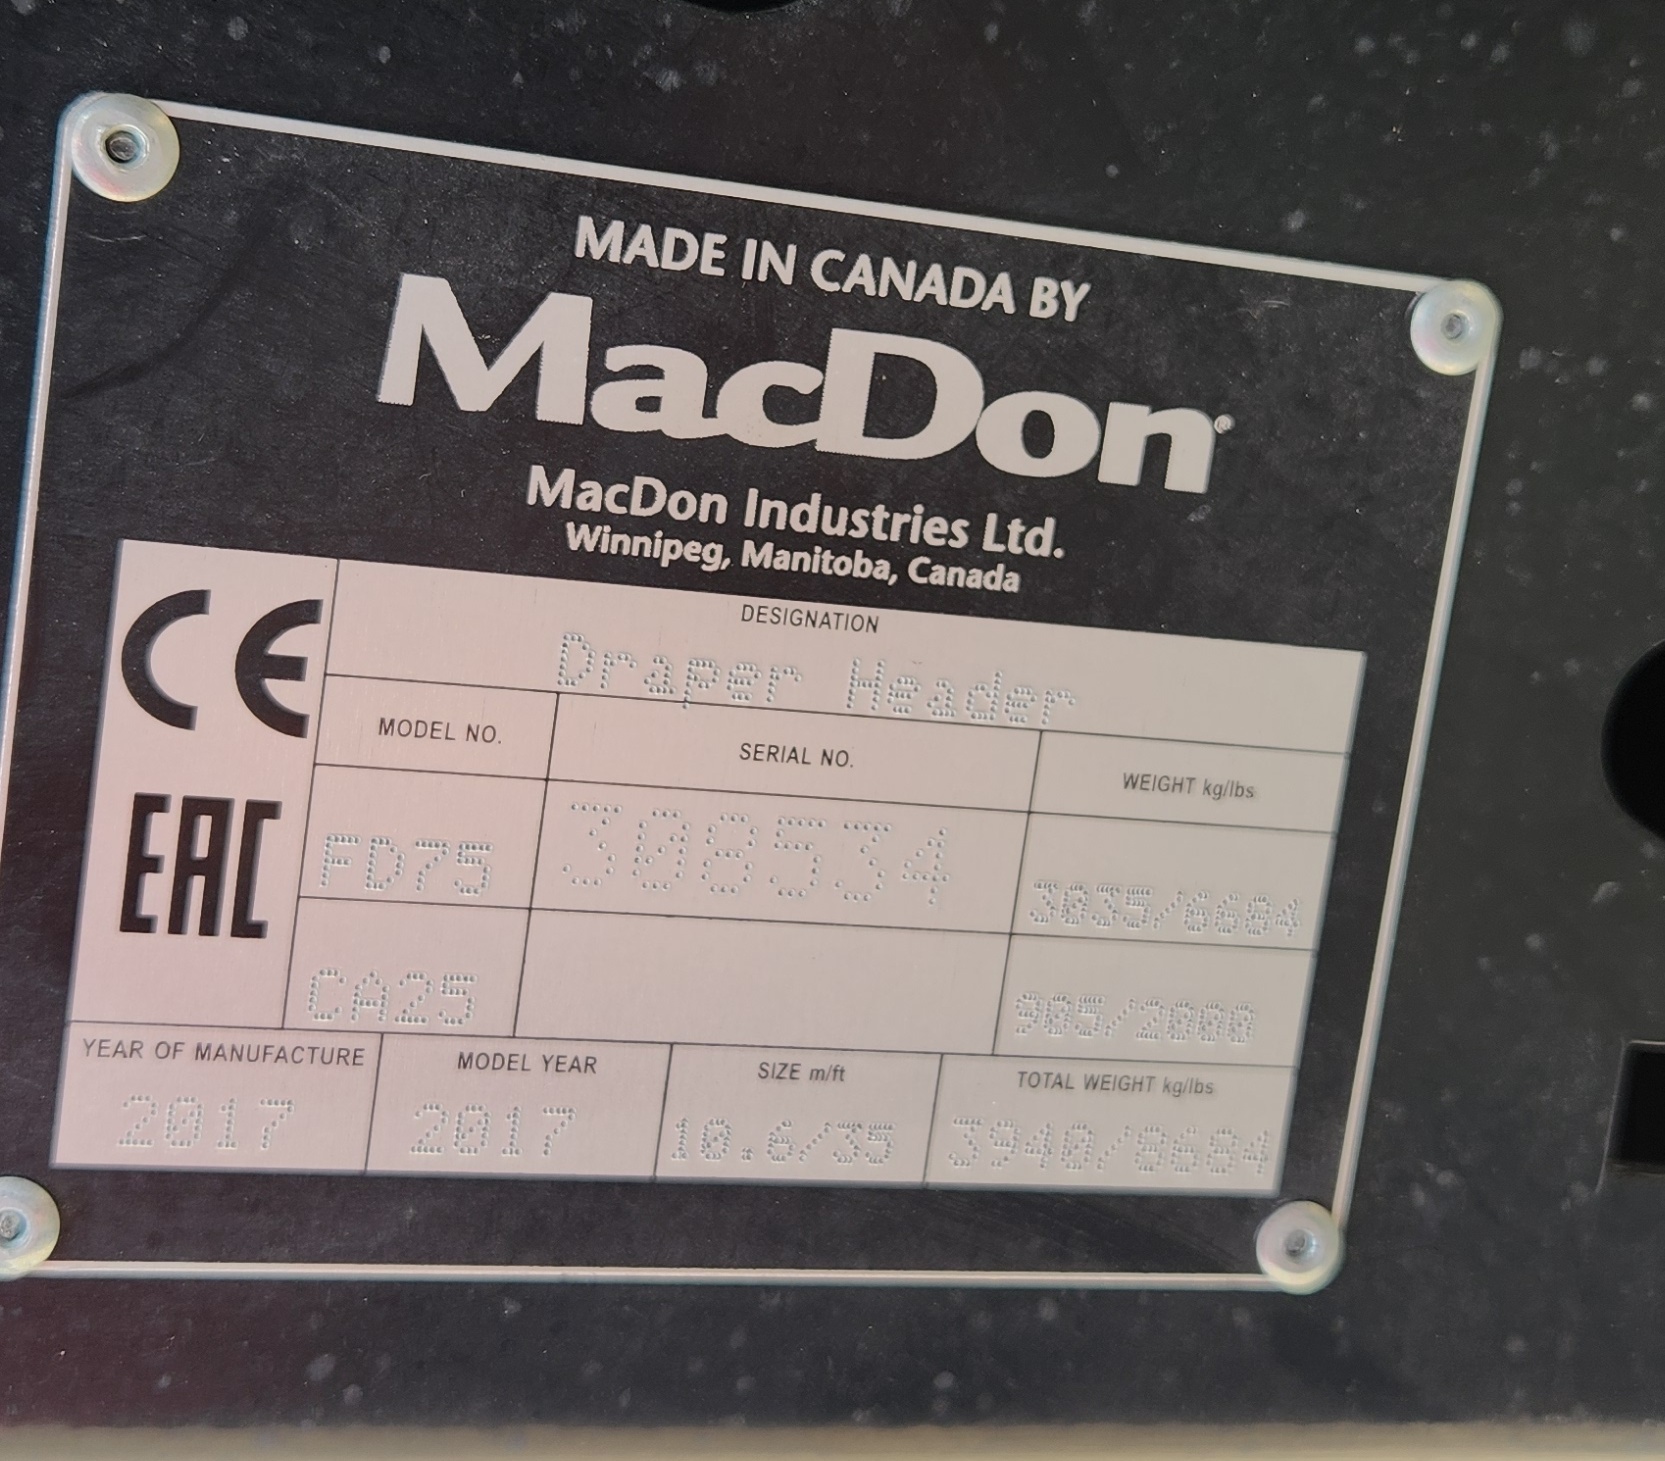 MADE IN CANADA BY
MacDon®
MacDon Industries Ltd.
Winnipeg, Manitoba, Canada
CE
EAC
DESIGNATION
Draper Header
MODEL NO. SERIAL NO. WEIGHT kg/lbs
FD75 308534 3035/6684
CA25 905/2000
YEAR OF MANUFACTURE MODEL YEAR SIZE m/ft TOTAL WEIGHT kg/lbs
2017 2017 10.6/35 3940/8684